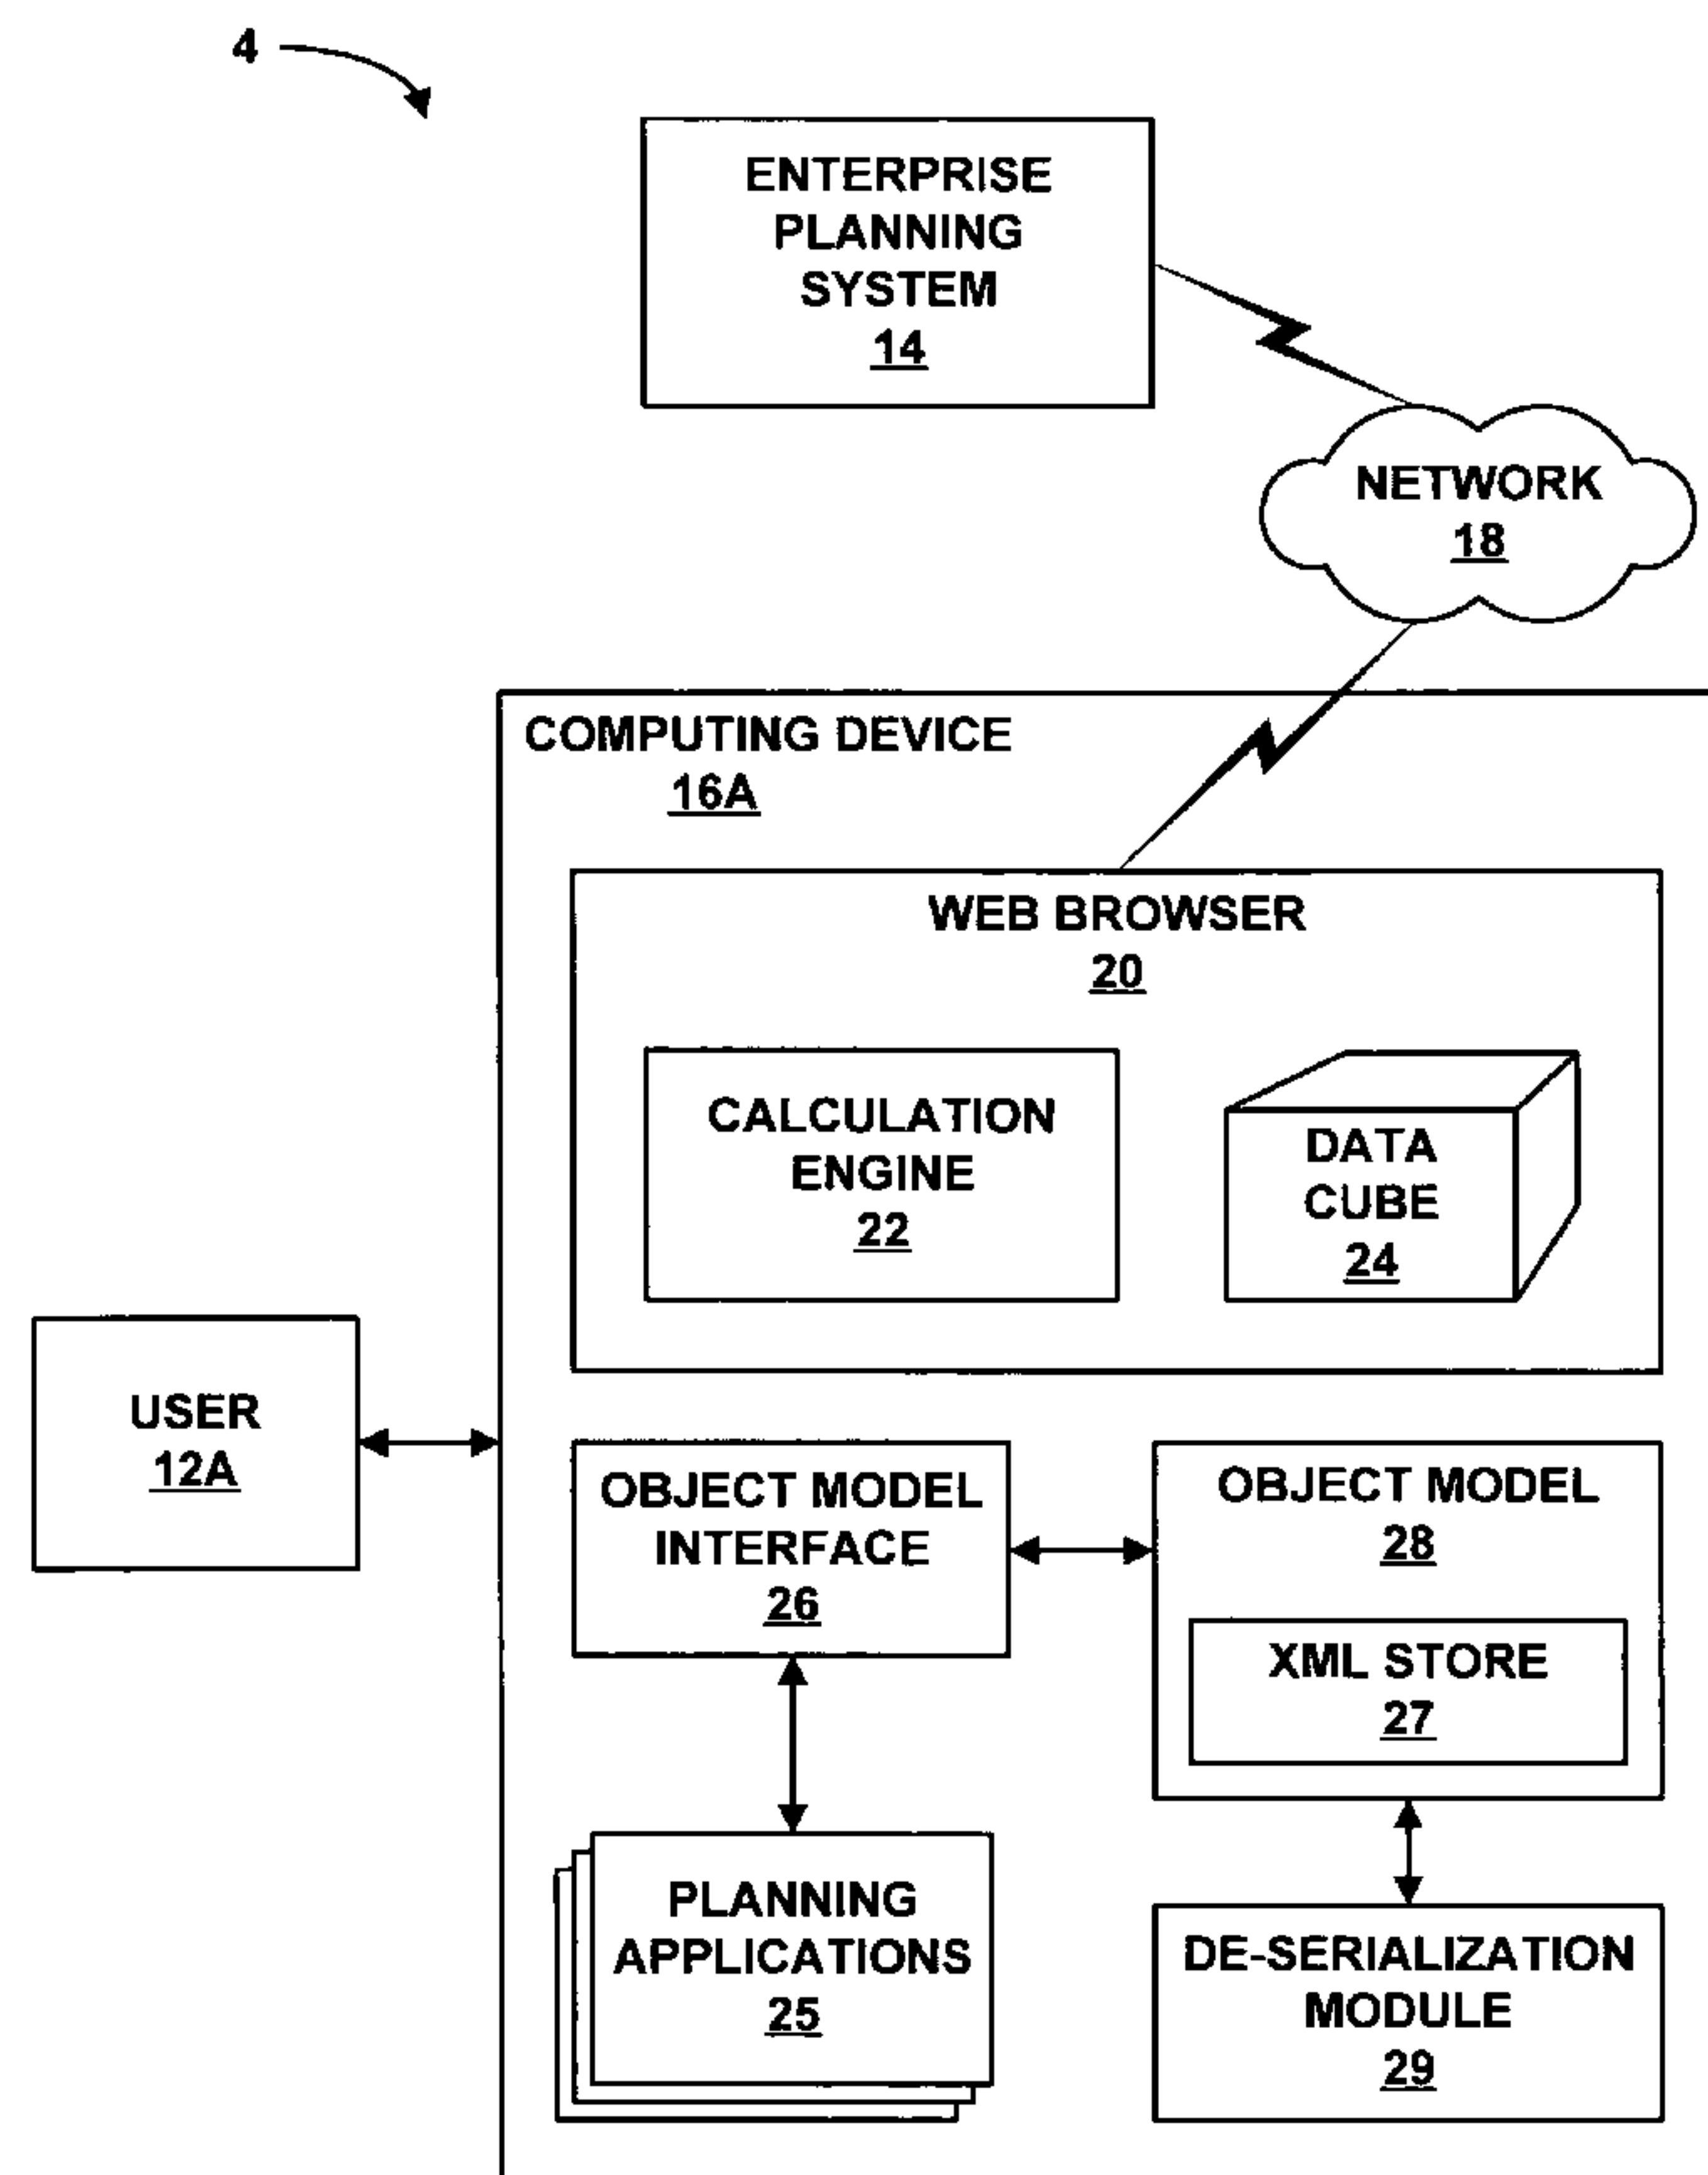 4
ENTERPRISE
PLANNING
SYSTEM
14
NETWORK
18
COMPUTING DEVICE
16A
WEB BROWSER
20
CALCULATION
ENGINE
22
DATA
CUBE
24
USER
12A
OBJECT MODEL
INTERFACE
26
OBJECT MODEL
28
XML STORE
27
PLANNING
APPLICATIONS
25
DE-SERIALIZATION
MODULE
29